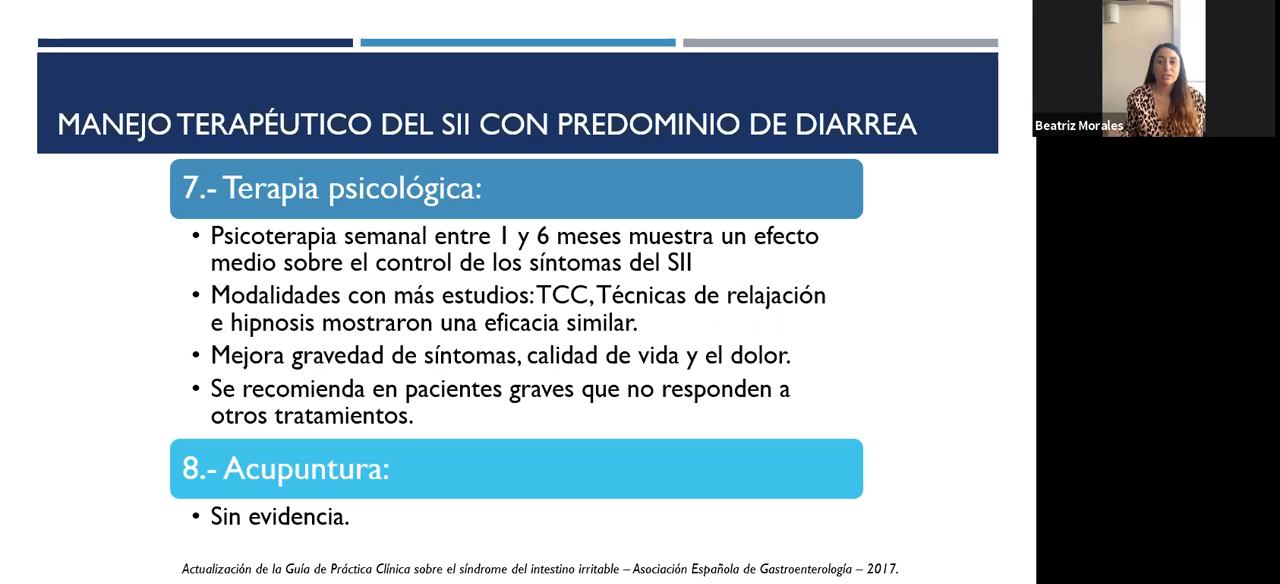 MANEJO TERAPÉUTICO DEL SII CON PREDOMINIO DE DIARREA
7.- Terapia psicológica:
• Psicoterapia semanal entre 1 y 6 meses muestra un efecto
medio sobre el control de los síntomas del SII
• Modalidades con más estudios: TCC, Técnicas de relajación
e hipnosis mostraron una eficacia similar.
• Mejora gravedad de síntomas, calidad de vida y el dolor.
• Se recomienda en pacientes graves que no responden a
otros tratamientos.
8.- Acupuntura:
• Sin evidencia.
Actualización de la Guía de Práctica Clínica sobre el síndrome del intestino irritable – Asociación Española de Gastroenterología – 2017.
Beatriz Morales